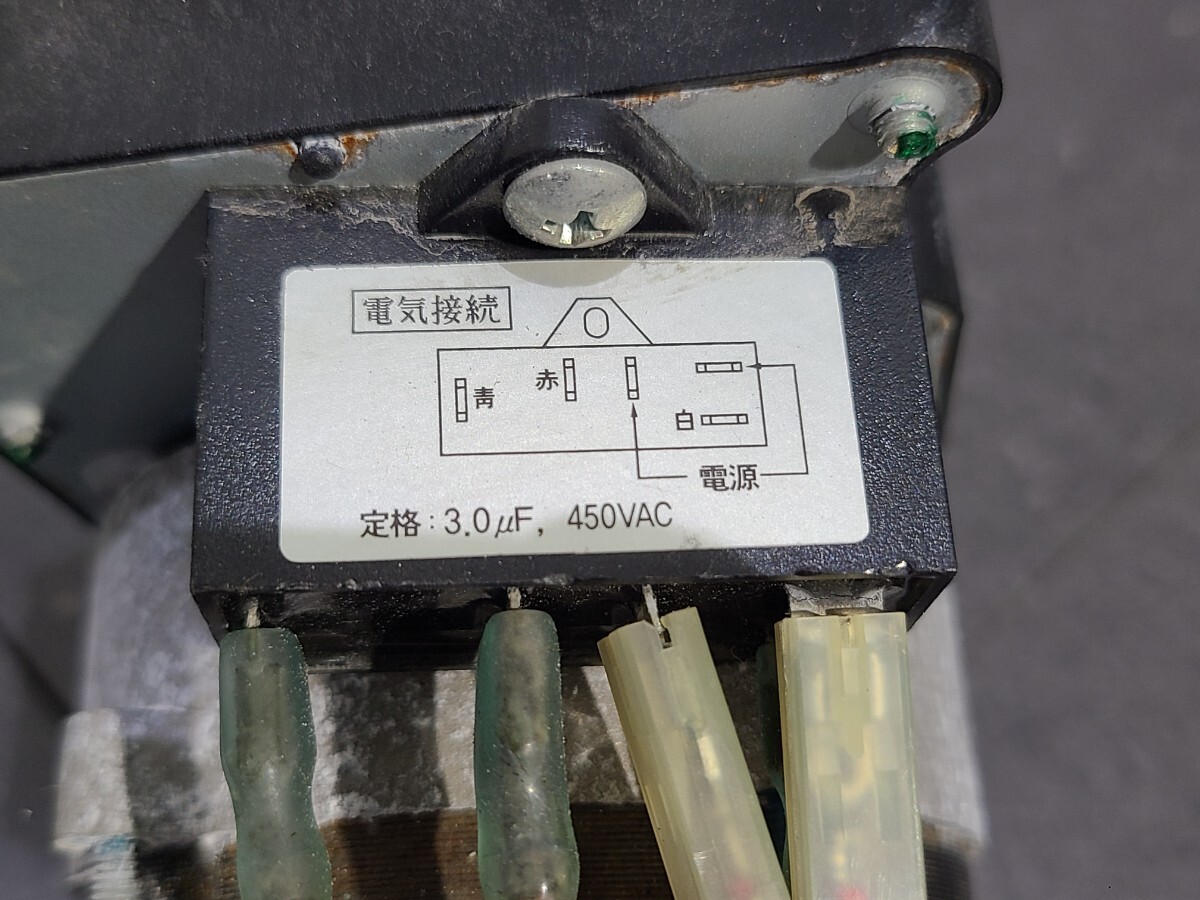 電気接続
青
赤
白
電源
定格：3.0μF，450VAC